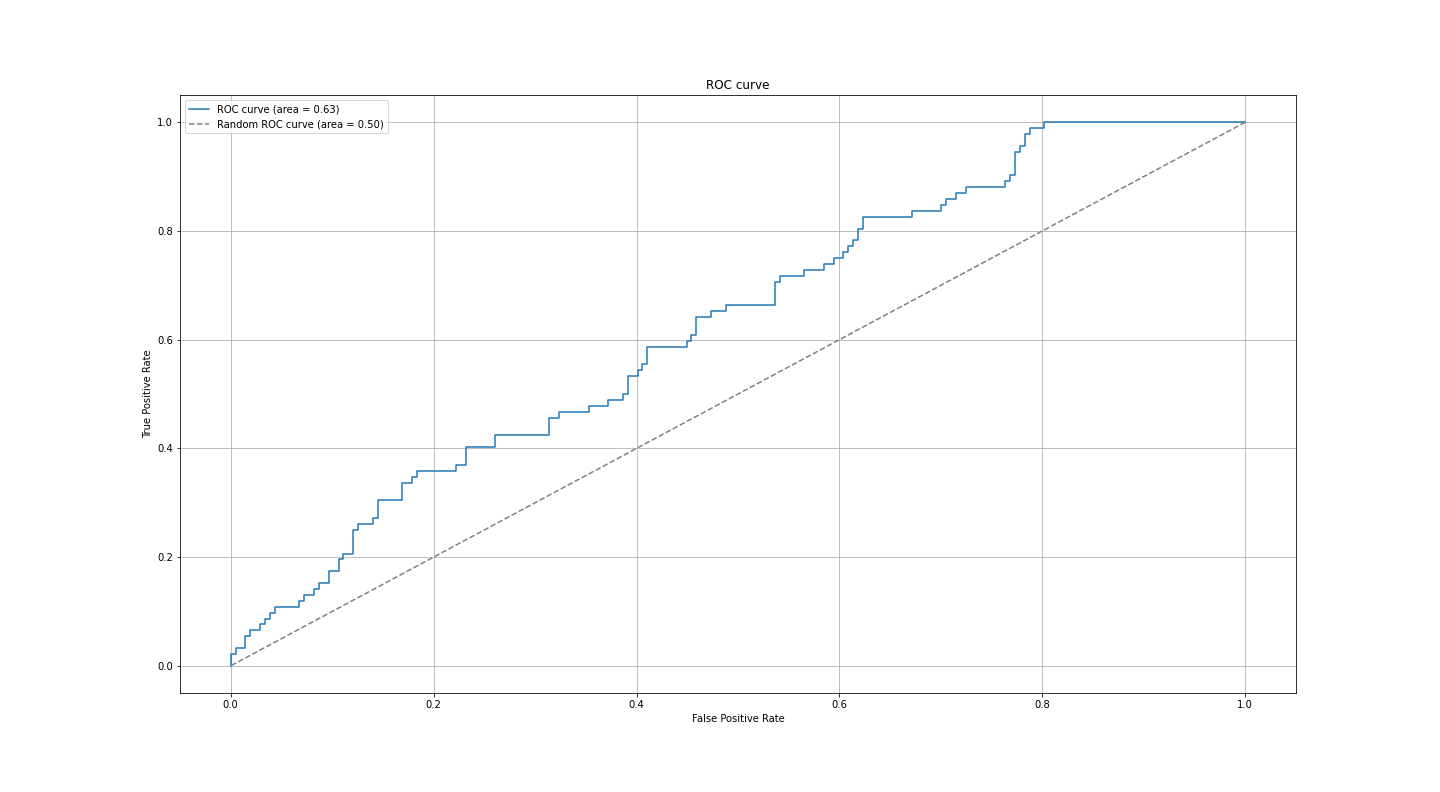 ROC curve
ROC curve (area = 0.63)
Random ROC curve (area = 0.50)
1.0
0.8
0.6
0.4
0.2
0.0
True Positive Rate
0.0 0.2 0.4 0.6 0.8 1.0
False Positive Rate